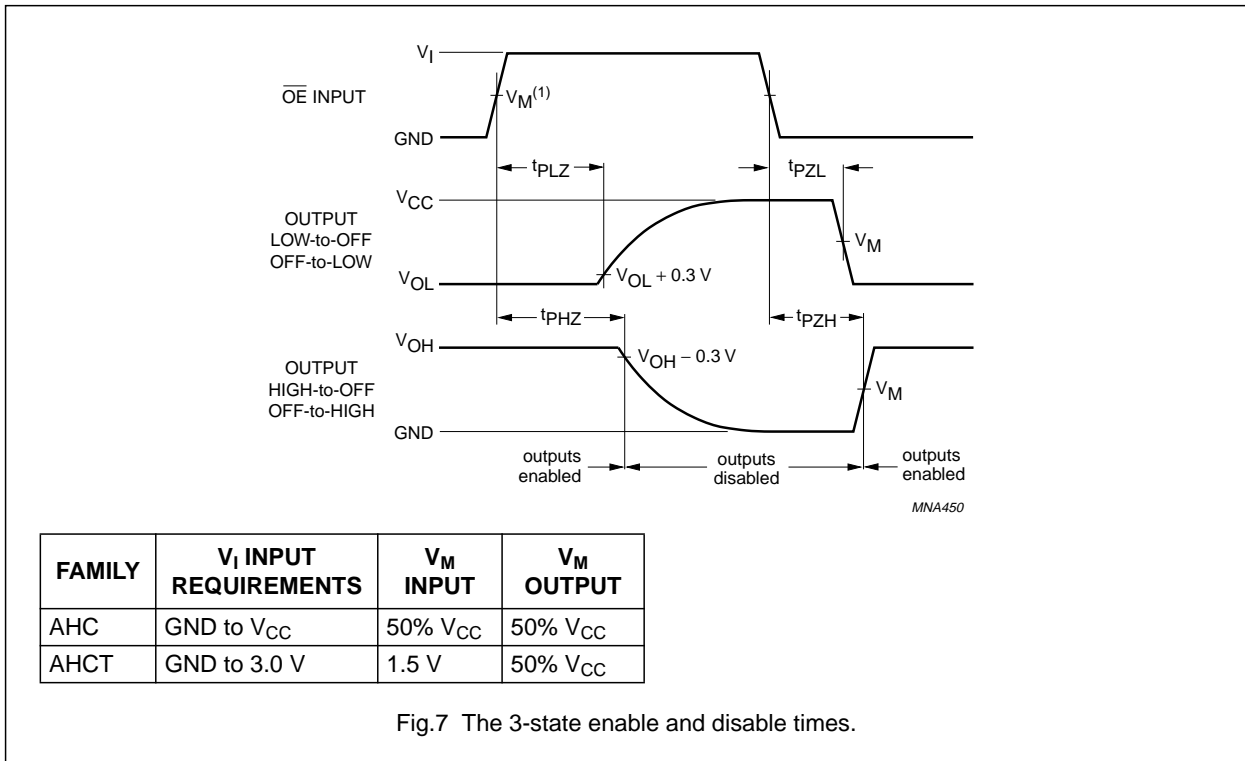 V_I
OE INPUT
V_M(1)
GND
t_PLZ
t_PZL
V_CC
OUTPUT
LOW-to-OFF
OFF-to-LOW
V_M
V_OL + 0.3 V
V_OL
t_PHZ
t_PZH
V_OH
V_OH − 0.3 V
OUTPUT
HIGH-to-OFF
OFF-to-HIGH
V_M
GND
outputs enabled
outputs disabled
outputs enabled
MNA450
FAMILY V_I INPUT REQUIREMENTS V_M INPUT V_M OUTPUT
AHC GND to V_CC 50% V_CC 50% V_CC
AHCT GND to 3.0 V 1.5 V 50% V_CC
Fig.7 The 3-state enable and disable times.